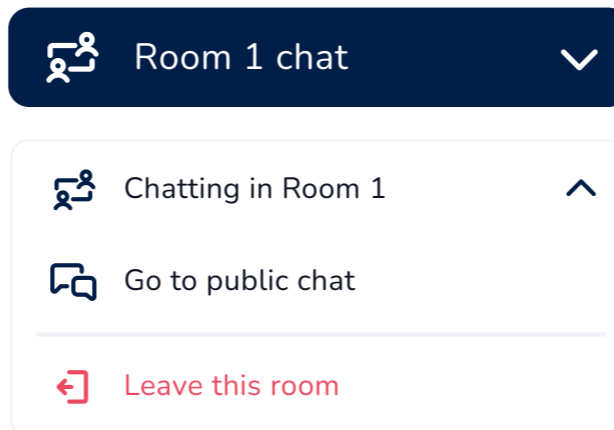 Room 1 chat
Chatting in Room 1
Go to public chat
Leave this room